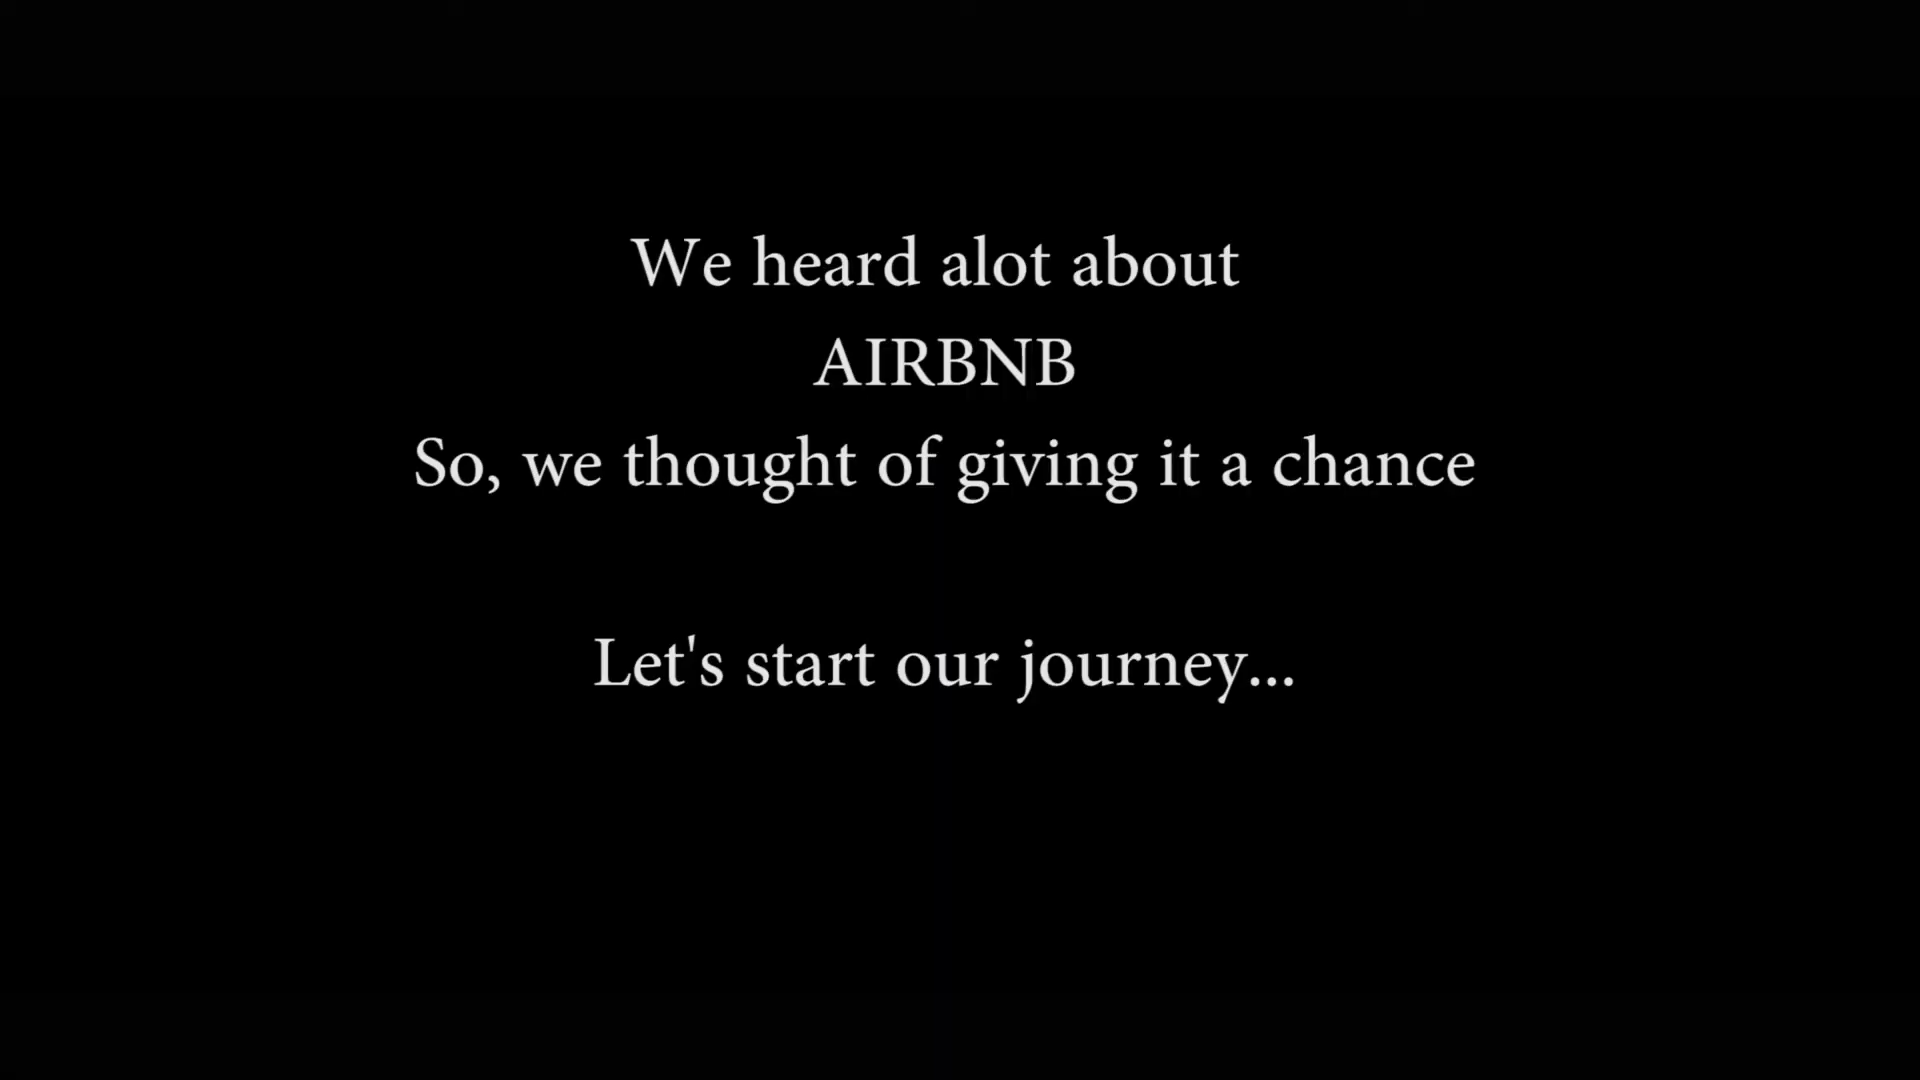 We heard alot about
AIRBNB
So, we thought of giving it a chance
Let's start our journey...